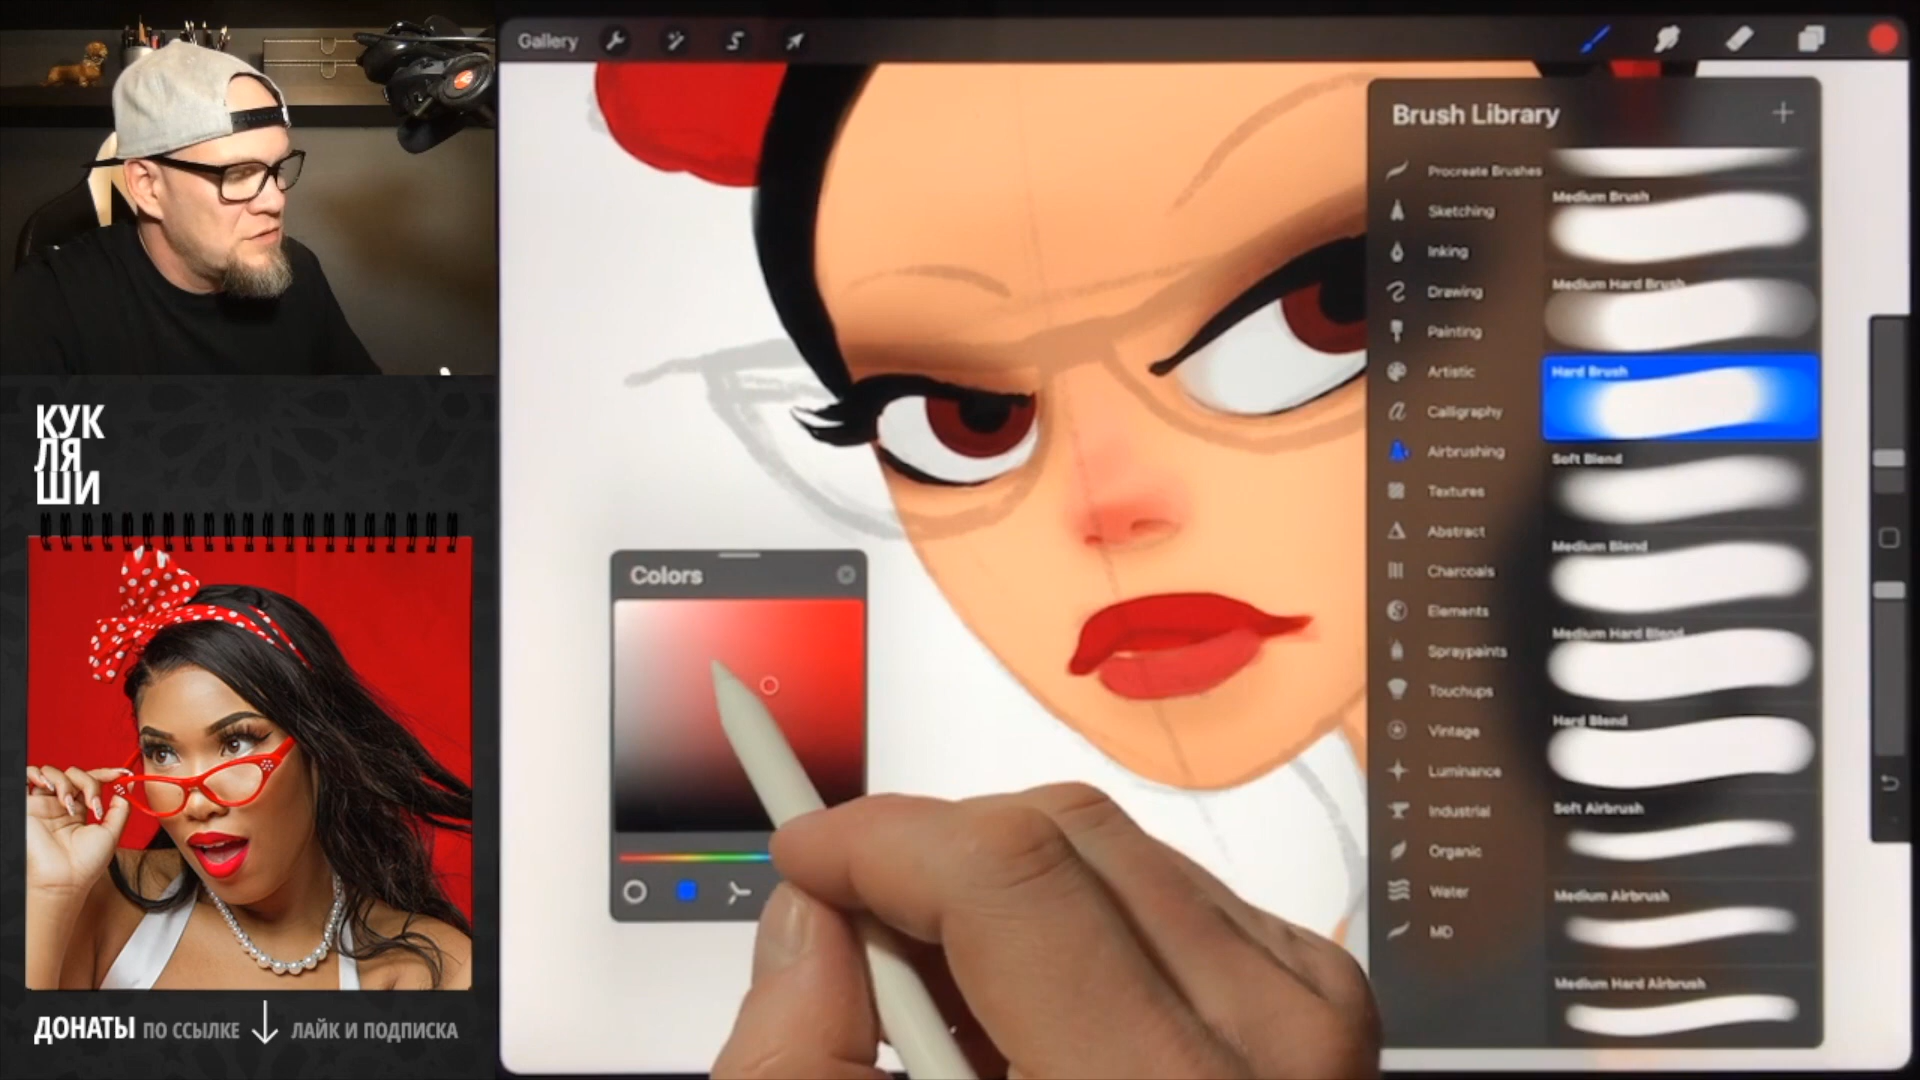 Gallery
Brush Library
Procreate Brushes
Sketching
Inking
Drawing
Painting
Artistic
Calligraphy
Airbrushing
Textures
Abstract
Charcoals
Elements
Spraypaints
Touchups
Vintage
Luminance
Industrial
Organic
Water
MD
Medium Brush
Medium Hard Brush
Hard Brush
Soft Blend
Medium Blend
Medium Hard Blend
Hard Blend
Soft Airbrush
Medium Airbrush
Medium Hard Airbrush
Colors
КУК
ЛЯ
ШИ
ДОНАТЫ ПО ССЫЛКЕ ЛАЙК И ПОДПИСКА